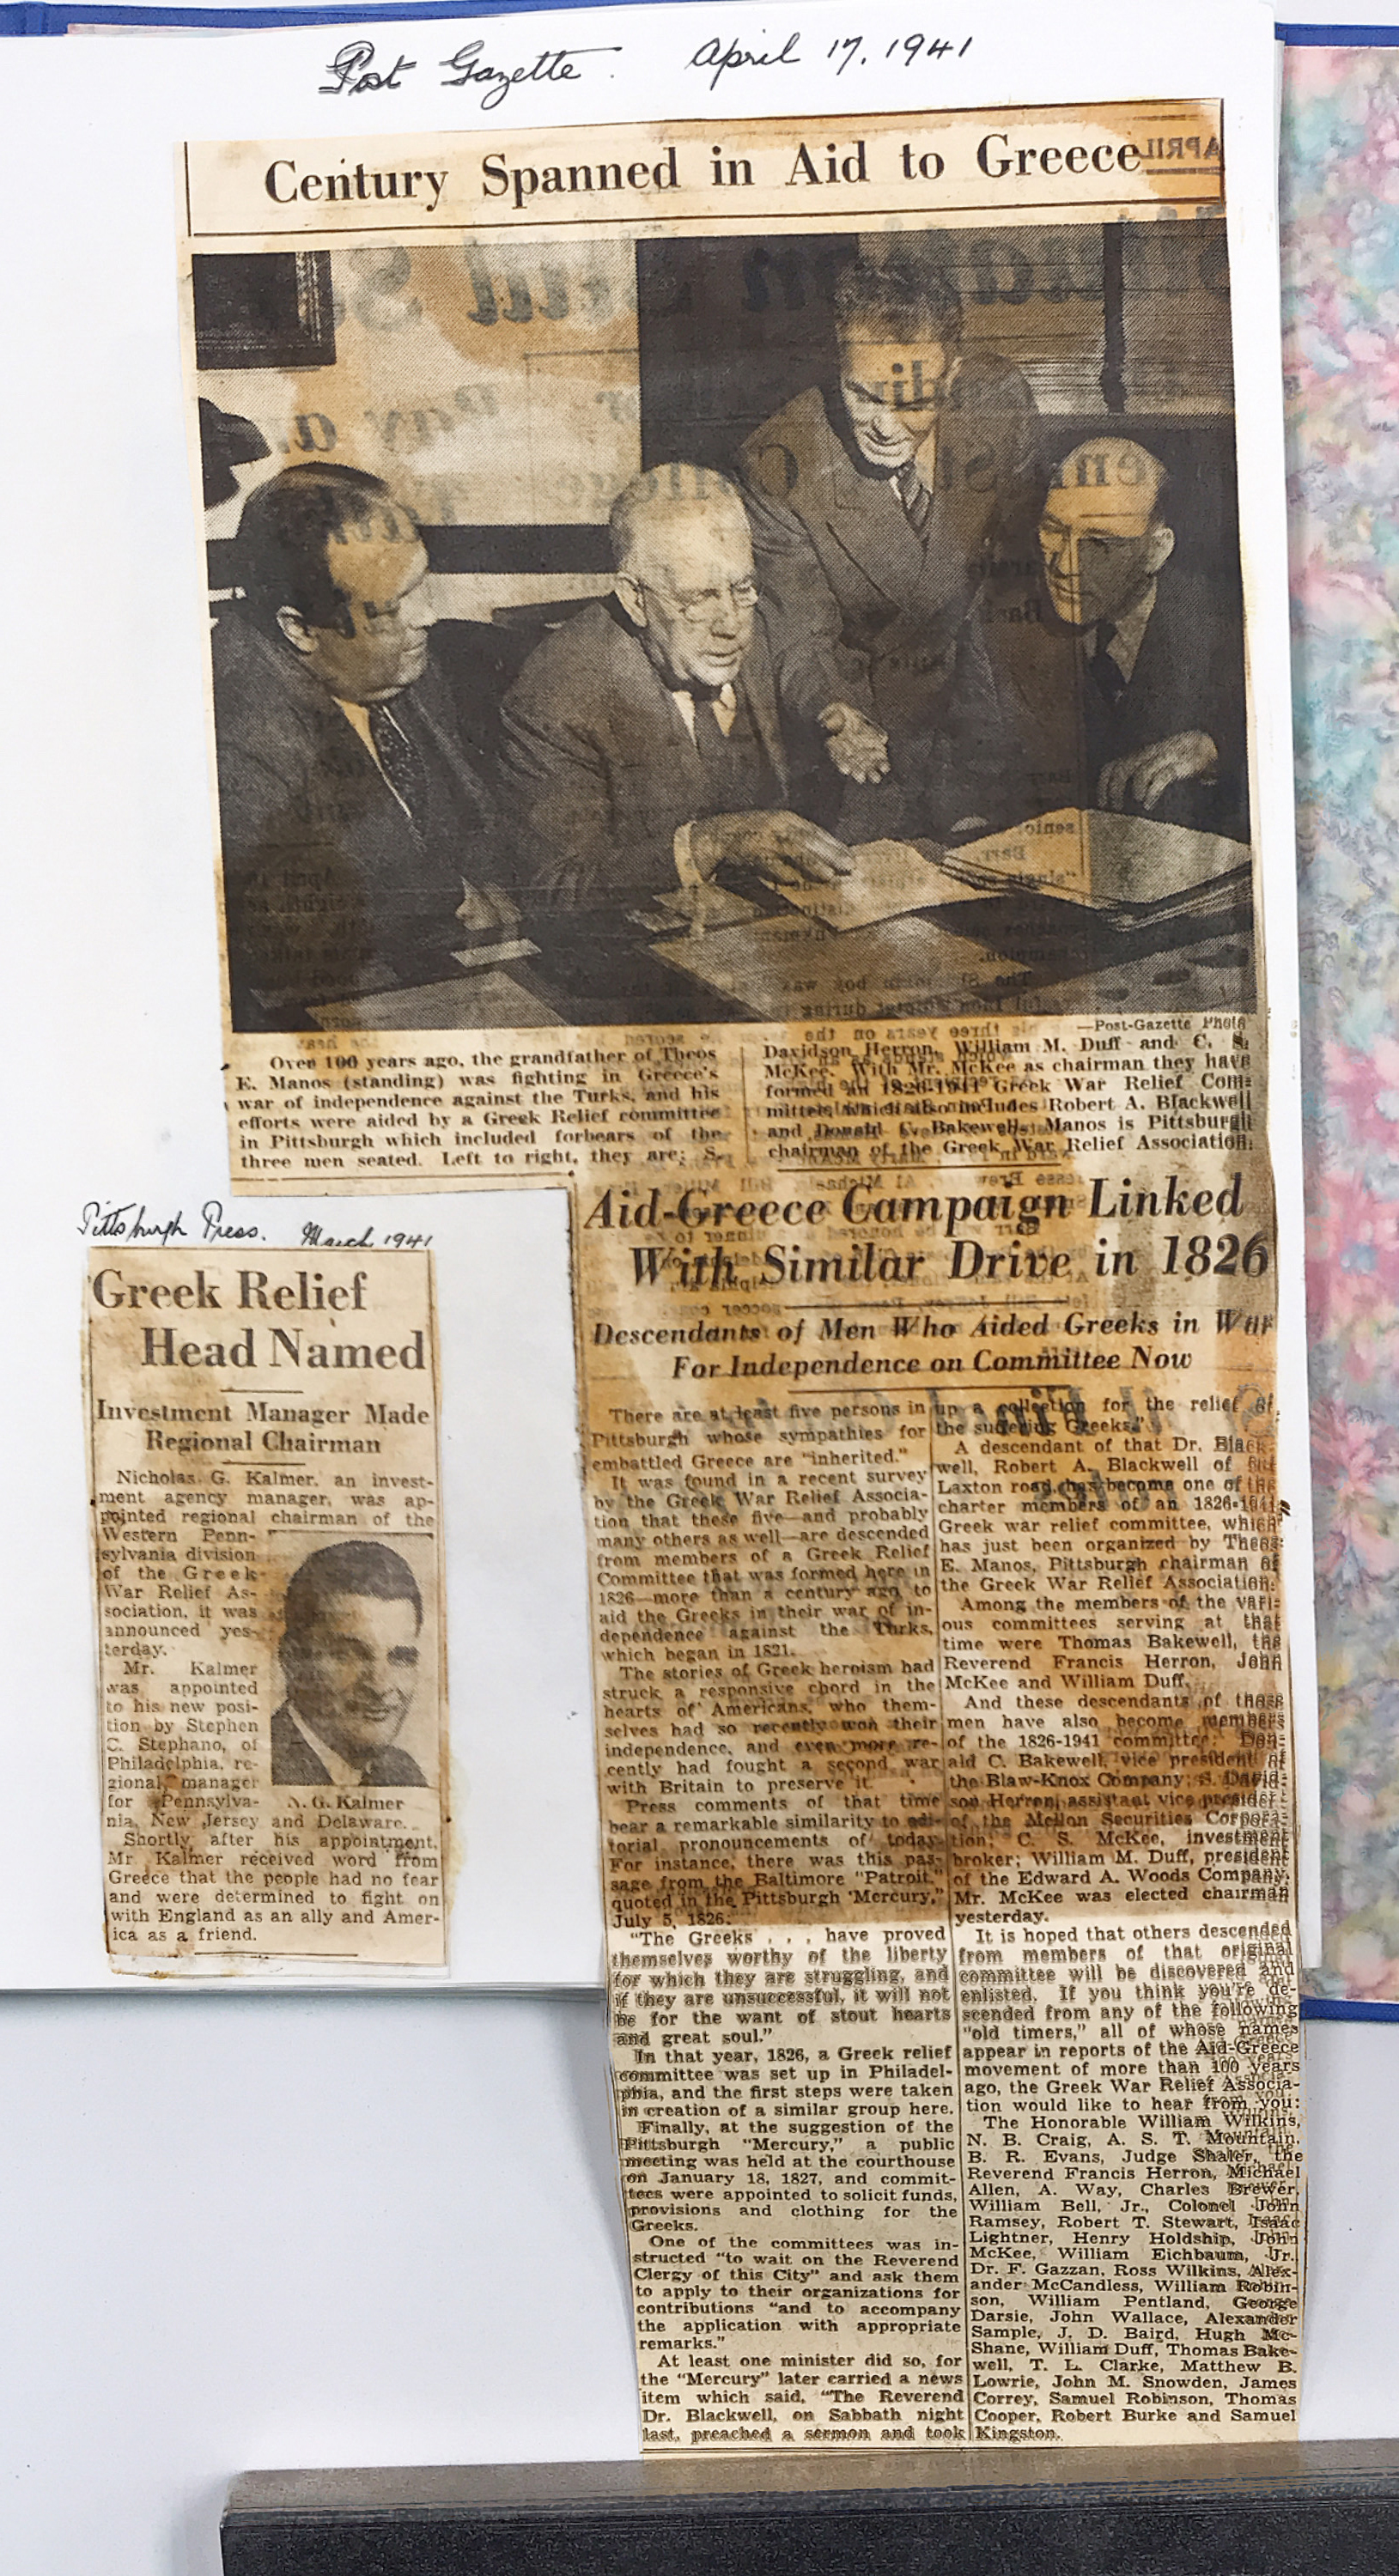 Post Gazette. April 17, 1941
Century Spanned in Aid to Greece
—Post-Gazette Photo
Over 100 years ago, the grandfather of Theos
E. Manos (standing) was fighting in Greece's
war of independence against the Turks, and his
efforts were aided by a Greek Relief committee
in Pittsburgh which included forbears of the
three men seated. Left to right, they are: S.
Davidson Herron, William M. Duff and C. S.
McKee. With Mr. McKee as chairman they have
formed an 1826-1941 Greek War Relief Com-
mittee, which also includes Robert A. Blackwell
and Donald C. Bakewell. Manos is Pittsburgh
chairman of the Greek War Relief Association.
Pittsburgh Press. March 1941
Greek Relief
Head Named
Investment Manager Made
Regional Chairman
Nicholas G. Kalmer, an invest-
ment agency manager, was ap-
pointed regional chairman of the
Western Penn-
sylvania division
of the Greek
War Relief As-
sociation, it was
announced yes-
terday.
Mr. Kalmer
was appointed
to his new posi-
tion by Stephen
C. Stephano, of
Philadelphia, re-
gional manager
for Pennsylva-
N. G. Kalmer
nia, New Jersey and Delaware.
Shortly after his appointment,
Mr Kalmer received word from
Greece that the people had no fear
and were determined to fight on
with England as an ally and Amer-
ica as a friend.
Aid-Greece Campaign Linked
With Similar Drive in 1826
Descendants of Men Who Aided Greeks in War
For Independence on Committee Now
There are at least five persons in
Pittsburgh whose sympathies for
embattled Greece are "inherited."
It was found in a recent survey
by the Greek War Relief Associa-
tion that these five—and probably
many others as well—are descended
from members of a Greek Relief
Committee that was formed here in
1826—more than a century ago, to
aid the Greeks in their war of in-
dependence against the Turks,
which began in 1821.
The stories of Greek heroism had
struck a responsive chord in the
hearts of Americans, who them-
selves had so recently won their
independence, and even more re-
cently had fought a second war
with Britain to preserve it.
Press comments of that time
bear a remarkable similarity to edi-
torial pronouncements of today.
For instance, there was this pas-
sage from the Baltimore "Patroit,"
quoted in the Pittsburgh 'Mercury,"
July 5, 1826:
"The Greeks . . . have proved
themselves worthy of the liberty
for which they are struggling, and
if they are unsuccessful, it will not
be for the want of stout hearts
and great soul."
In that year, 1826, a Greek relief
committee was set up in Philadel-
phia, and the first steps were taken
in creation of a similar group here.
Finally, at the suggestion of the
Pittsburgh "Mercury," a public
meeting was held at the courthouse
on January 18, 1827, and commit-
tees were appointed to solicit funds,
provisions and clothing for the
Greeks.
One of the committees was in-
structed "to wait on the Reverend
Clergy of this City" and ask them
to apply to their organizations for
contributions "and to accompany
the application with appropriate
remarks."
At least one minister did so, for
the "Mercury" later carried a news
item which said, "The Reverend
Dr. Blackwell, on Sabbath night
last, preached a sermon and took
up a collection for the relief of
the suffering Greeks."
A descendant of that Dr. Black-
well, Robert A. Blackwell of
Laxton road, has become one of the
charter members of an 1826-1941
Greek war relief committee, which
has just been organized by Theos
E. Manos, Pittsburgh chairman of
the Greek War Relief Association.
Among the members of the vari-
ous committees serving at that
time were Thomas Bakewell, the
Reverend Francis Herron, John
McKee and William Duff.
And these descendants of those
men have also become members
of the 1826-1941 committee: Don-
ald C. Bakewell, vice president of
the Blaw-Knox Company; S. David-
son Herron, assistant vice president
of the Mellon Securities Corpora-
tion; C. S. McKee, investment
broker; William M. Duff, president
of the Edward A. Woods Company.
Mr. McKee was elected chairman
yesterday.
It is hoped that others descended
from members of that original
committee will be discovered and
enlisted. If you think you're de-
scended from any of the following
"old timers," all of whose names
appear in reports of the Aid-Greece
movement of more than 100 years
ago, the Greek War Relief Associa-
tion would like to hear from you:
The Honorable William Wilkins,
N. B. Craig, A. S. T. Mountain,
B. R. Evans, Judge Shaler, the
Reverend Francis Herron, Michael
Allen, A. Way, Charles Brewer,
William Bell, Jr., Colonel John
Ramsey, Robert T. Stewart, Isaac
Lightner, Henry Holdship, John
McKee, William Eichbaum, Jr.
Dr. F. Gazzan, Ross Wilkins, Alex-
ander McCandless, William Robin-
son, William Pentland, George
Darsie, John Wallace, Alexander
Sample, J. D. Baird, Hugh Mc-
Shane, William Duff, Thomas Bake-
well, T. L. Clarke, Matthew B.
Lowrie, John M. Snowden, James
Correy, Samuel Robinson, Thomas
Cooper, Robert Burke and Samuel
Kingston.